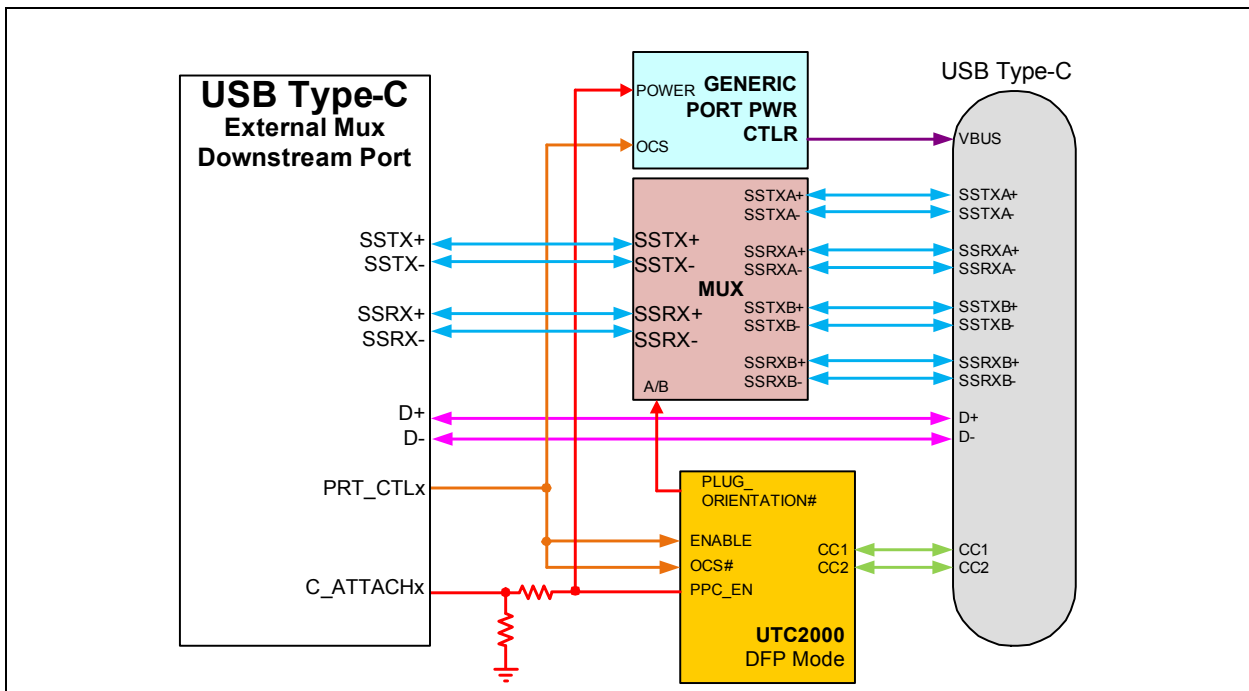 USB Type-C
External Mux
Downstream Port
SSTX+
SSTX-
SSRX+
SSRX-
D+
D-
PRT_CTLx
C_ATTACHx
POWER
GENERIC
PORT PWR
CTLR
OCS
SSTX+
SSTX-
SSRX+
SSRX-
MUX
A/B
SSTXA+
SSTXA-
SSRXA+
SSRXA-
SSTXB+
SSTXB-
SSRXB+
SSRXB-
PLUG_
ORIENTATION#
ENABLE
OCS#
PPC_EN
CC1
CC2
UTC2000
DFP Mode
USB Type-C
VBUS
SSTXA+
SSTXA-
SSRXA+
SSRXA-
SSTXB+
SSTXB-
SSRXB+
SSRXB-
D+
D-
CC1
CC2